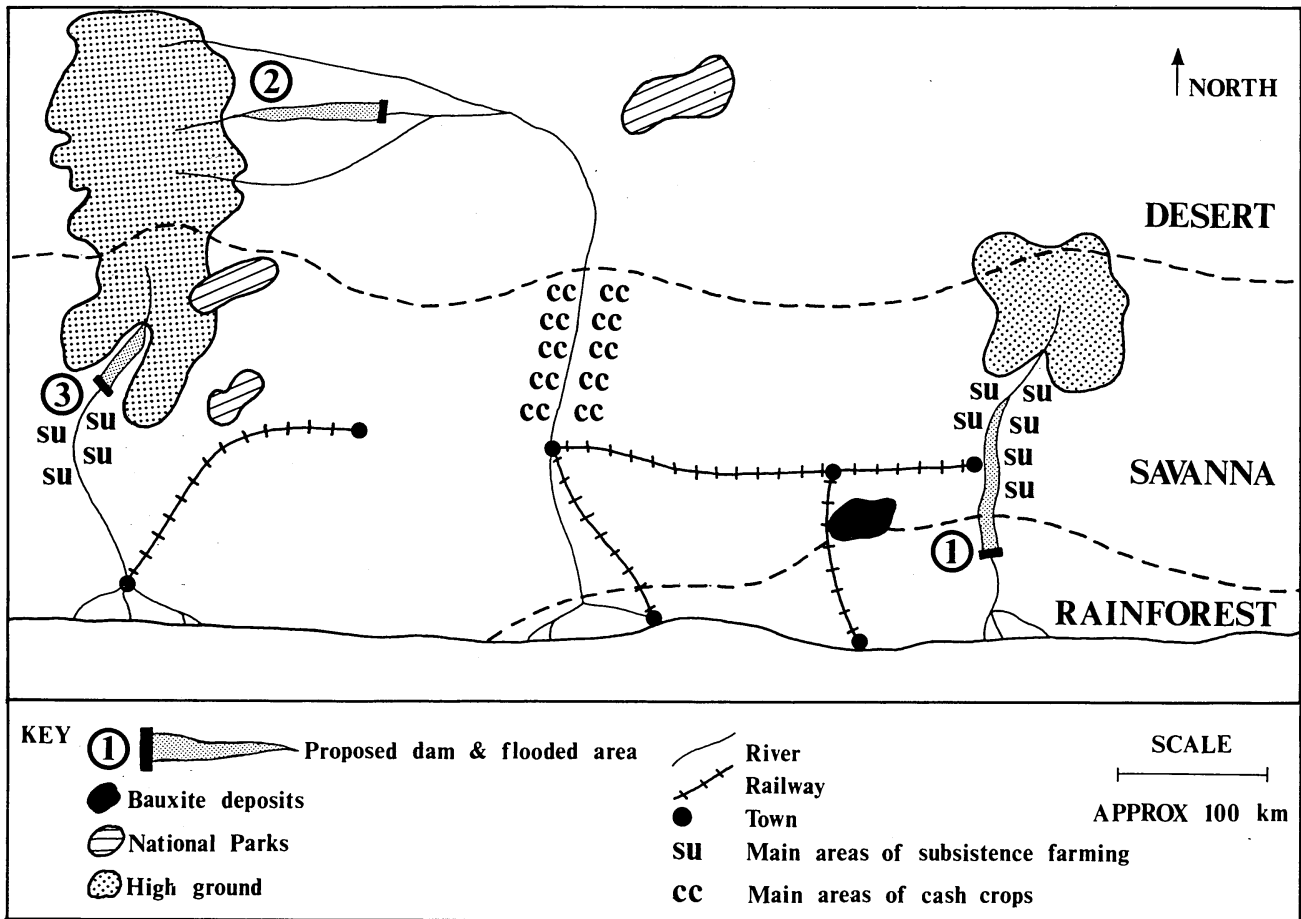 2
NORTH
DESERT
cc cc
cc cc
cc cc
cc cc
cc cc
3
su
su su
su
su su
su su
su
su
SAVANNA
1
RAINFOREST
KEY
1 Proposed dam & flooded area
Bauxite deposits
National Parks
High ground
River
Railway
Town
su Main areas of subsistence farming
cc Main areas of cash crops
SCALE
APPROX 100 km